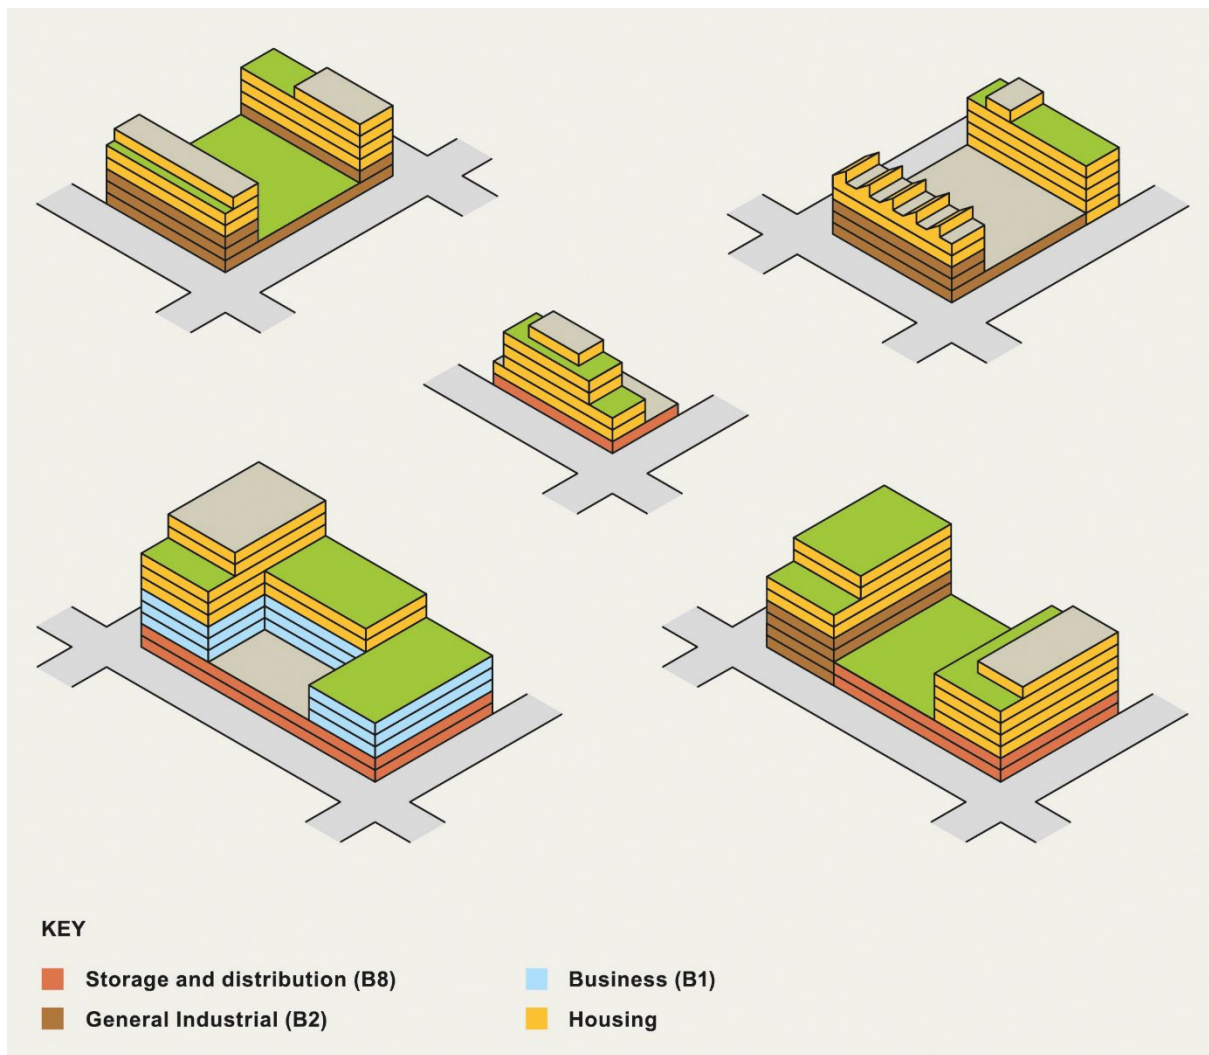 KEY
Storage and distribution (B8)
Business (B1)
General Industrial (B2)
Housing